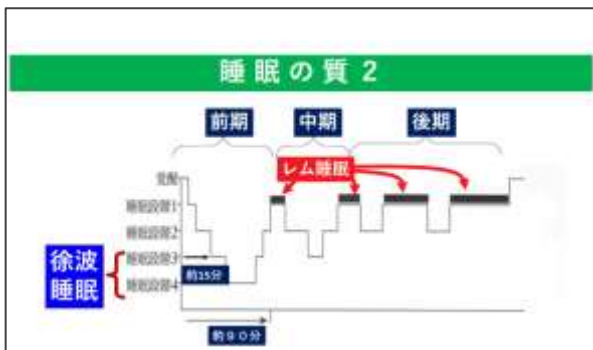 睡眠の質２
前期
中期
後期
レム睡眠
覚醒
睡眠段階1
睡眠段階2
睡眠段階3
睡眠段階4
徐波
睡眠
約15分
約９０分